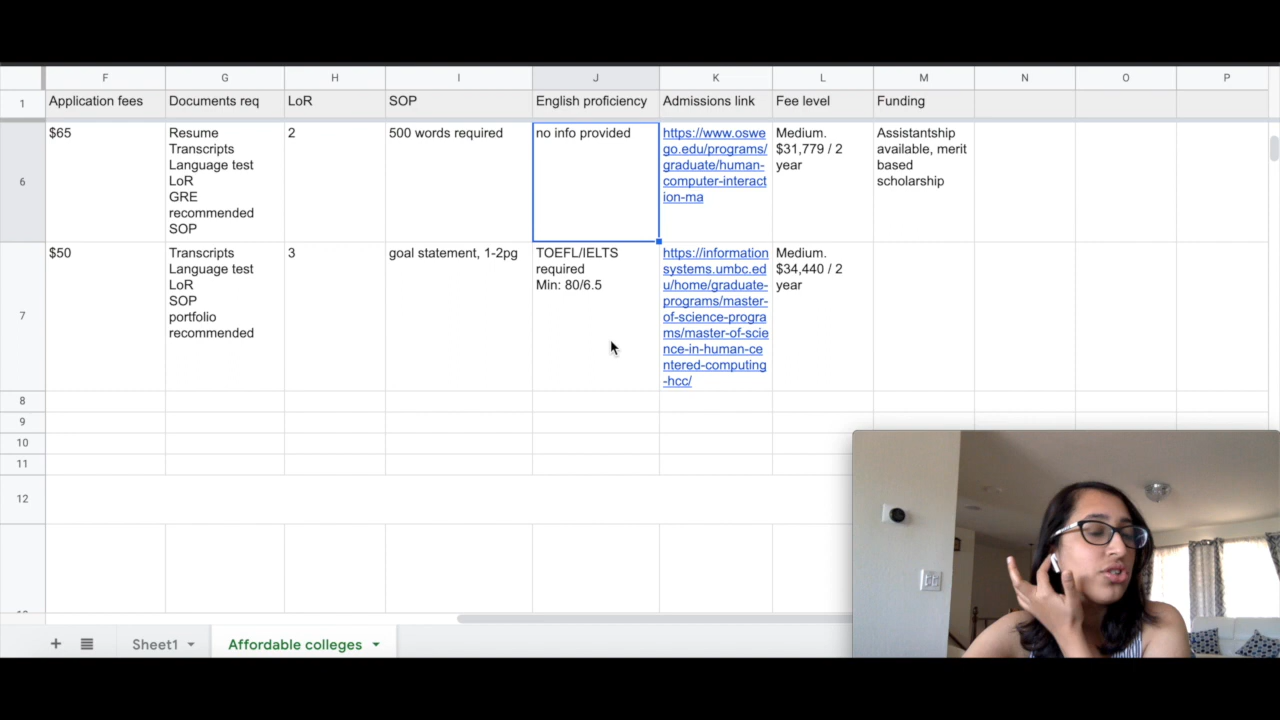 F G H I J K L M N O P
1 Application fees Documents req LoR SOP English proficiency Admissions link Fee level Funding
6
$65
Resume
Transcripts
Language test
LoR
GRE
recommended
SOP
2
500 words required
no info provided
https://www.oswe
go.edu/programs/
graduate/human-
computer-interact
ion-ma
Medium.
$31,779 / 2
year
Assistantship
available, merit
based
scholarship
7
$50
Transcripts
Language test
LoR
SOP
portfolio
recommended
3
goal statement, 1-2pg
TOEFL/IELTS
required
Min: 80/6.5
https://information
systems.umbc.ed
u/home/graduate-
programs/master-
of-science-progra
ms/master-of-scie
nce-in-human-ce
ntered-computing
-hcc/
Medium.
$34,440 / 2
year
8
9
10
11
12
Sheet1 Affordable colleges